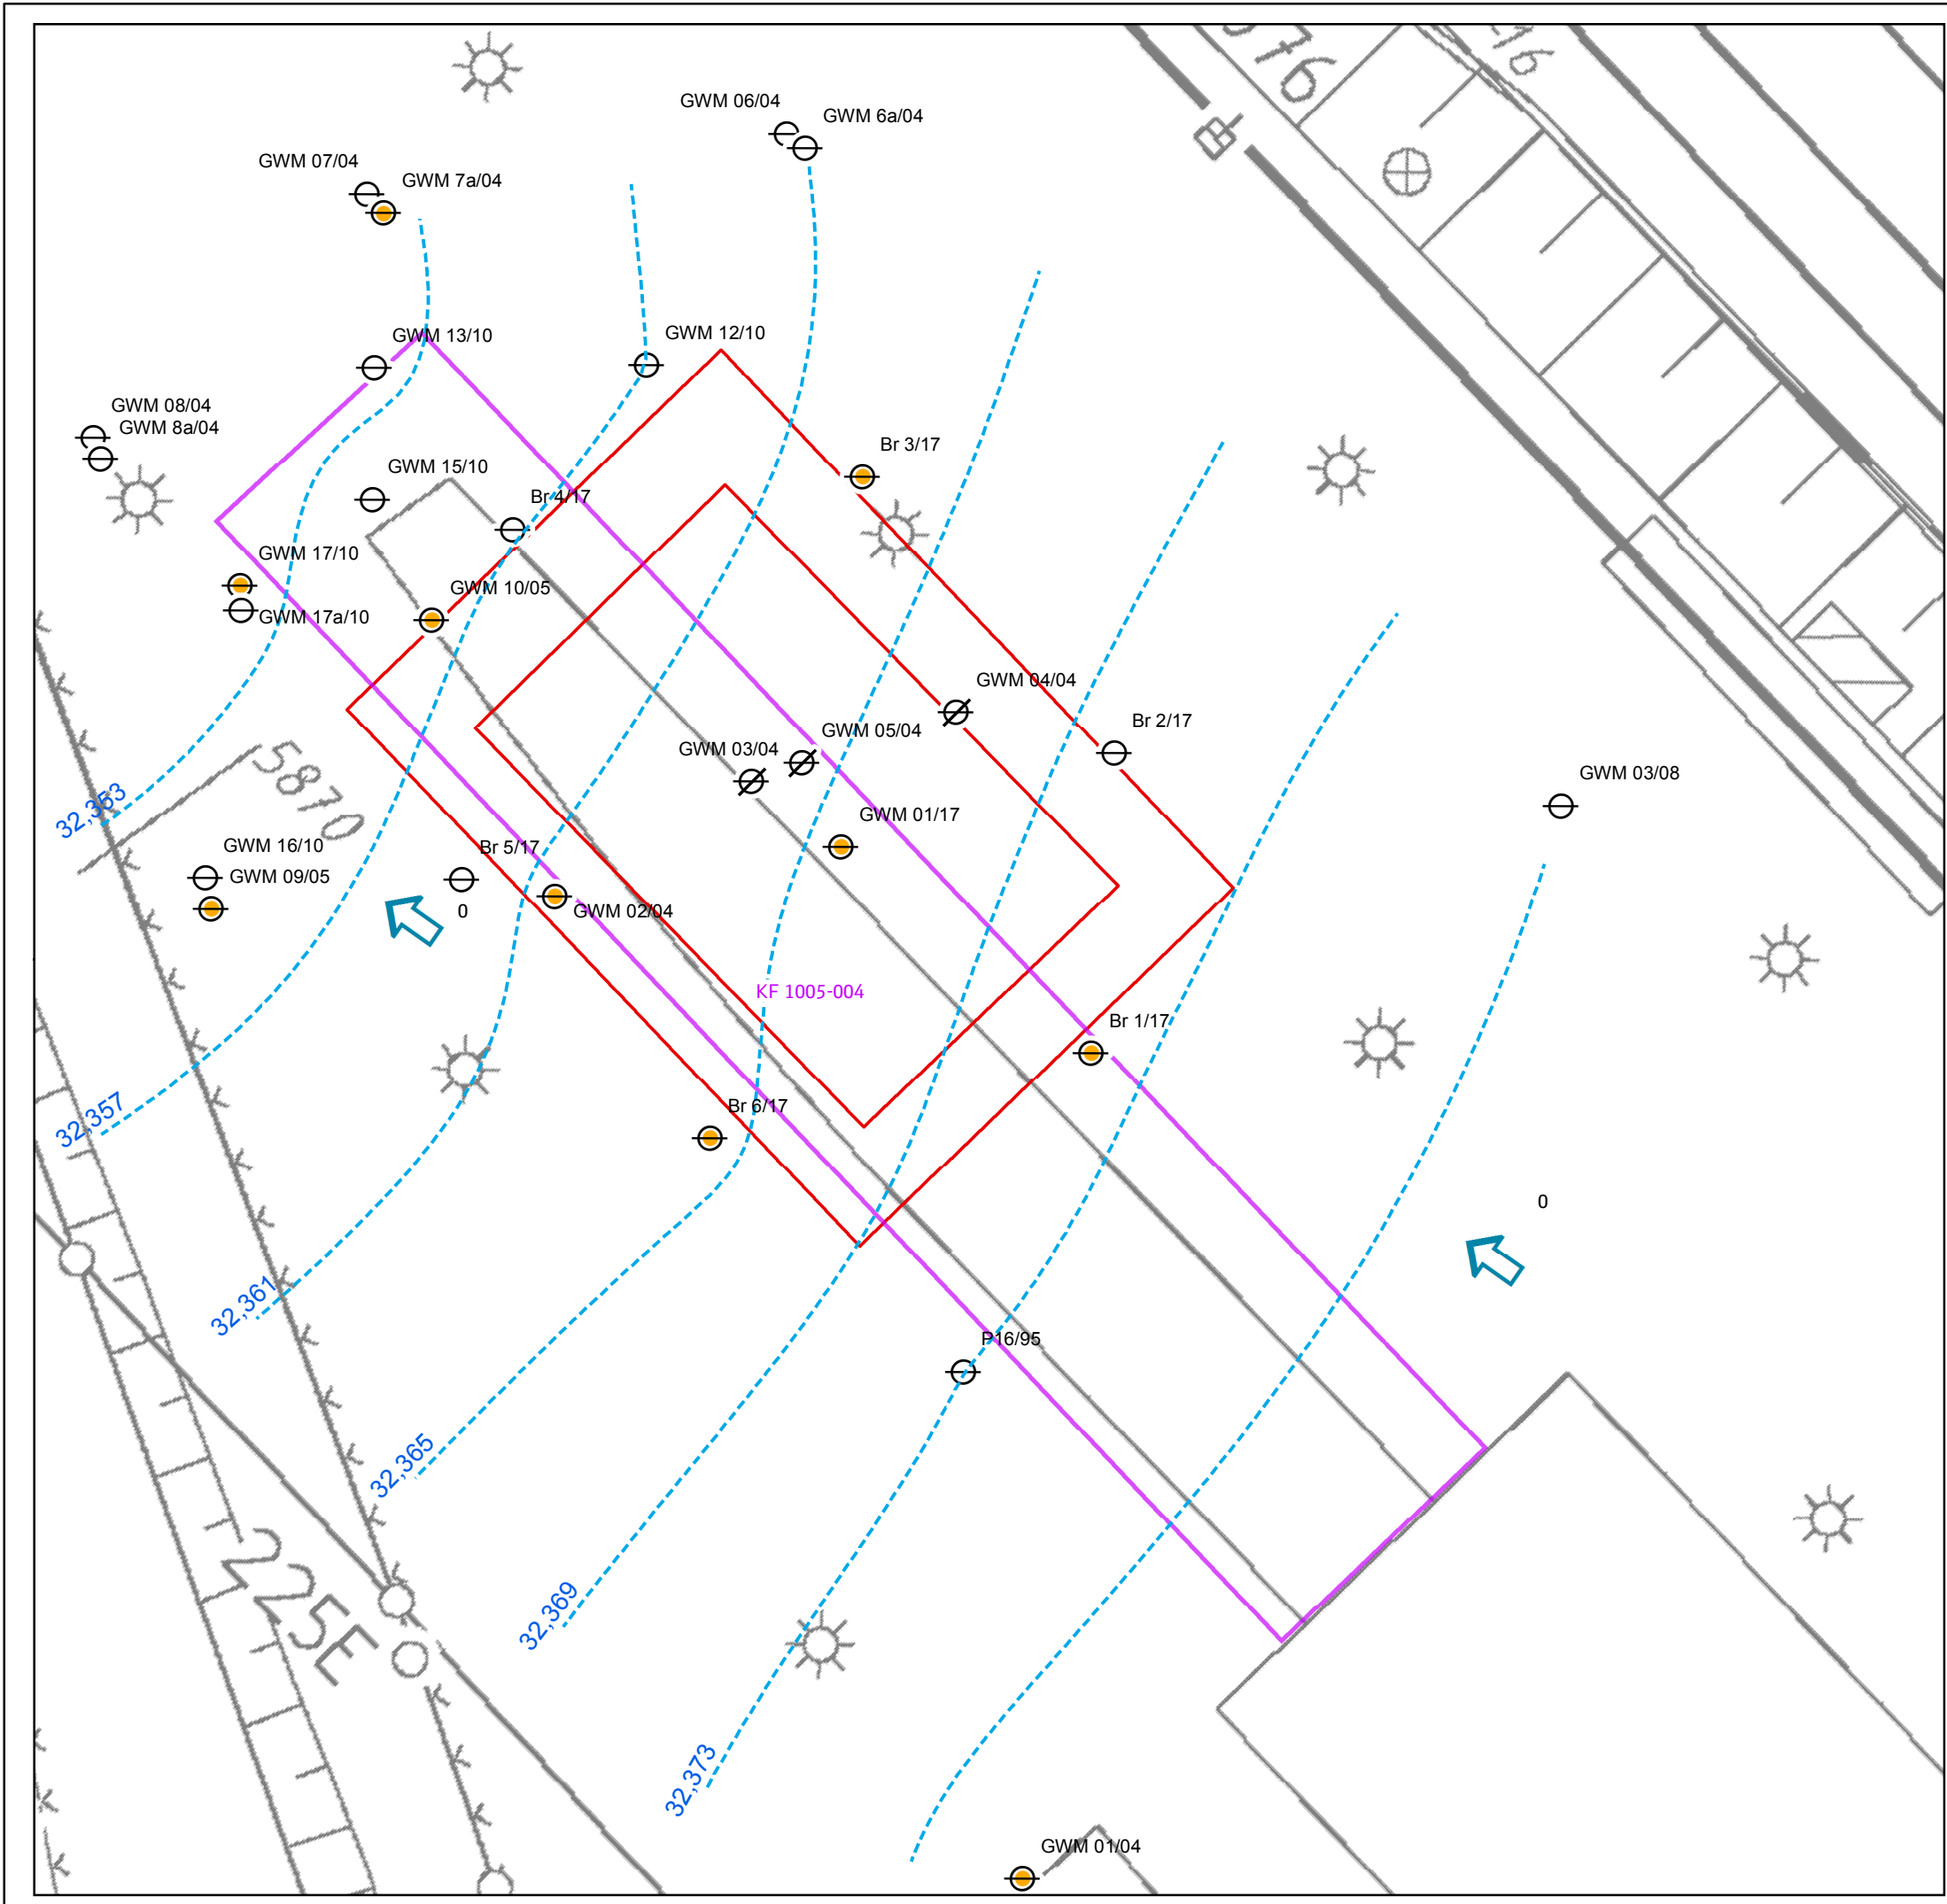 GWM 06/04
GWM 6a/04
GWM 07/04
GWM 7a/04
GWM 13/10
GWM 12/10
GWM 08/04
GWM 8a/04
GWM 15/10
Br 4/17
Br 3/17
GWM 17/10
GWM 10/05
GWM 17a/10
GWM 04/04
Br 2/17
GWM 05/04
GWM 03/04
GWM 03/08
32,353
5870
GWM 01/17
GWM 16/10
GWM 09/05
Br 5/17
0
GWM 02/04
KF 1005-004
Br 1/17
32,357
Br 6/17
0
32,361
P16/95
32,365
225E
32,369
32,373
GWM 01/04